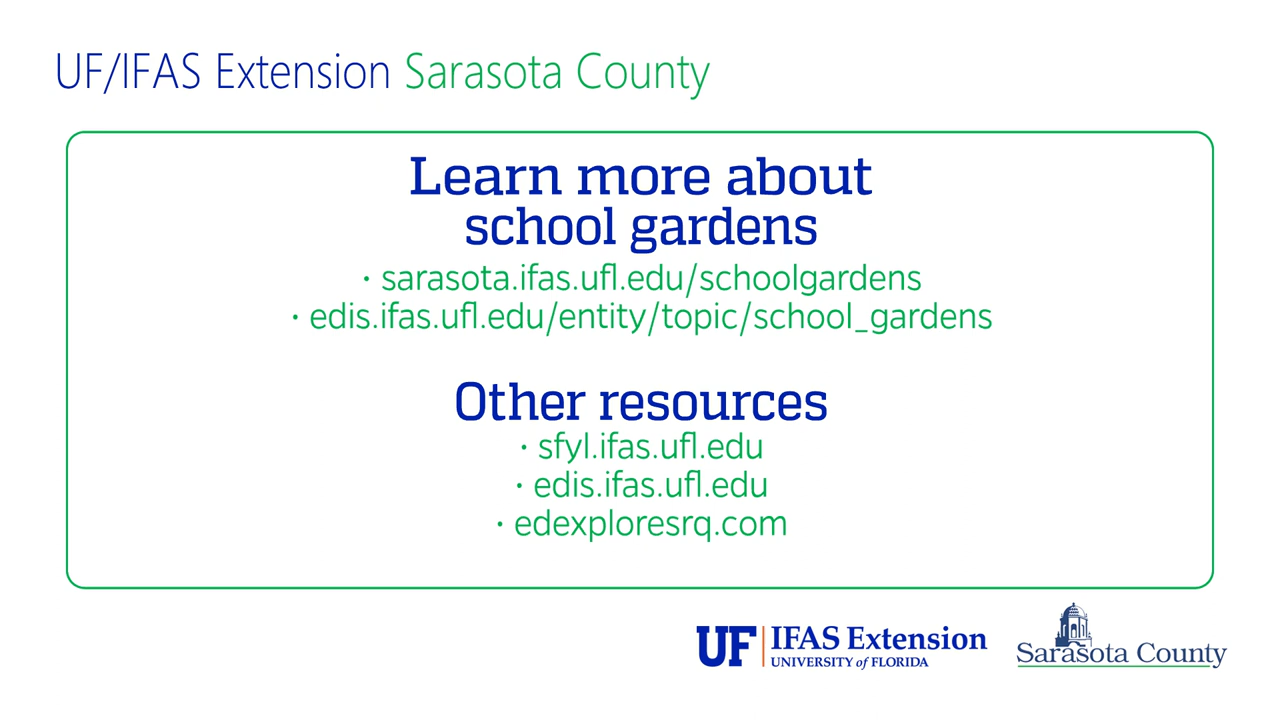 UF/IFAS Extension Sarasota County
Learn more about
school gardens
· sarasota.ifas.ufl.edu/schoolgardens
· edis.ifas.ufl.edu/entity/topic/school_gardens
Other resources
· sfyl.ifas.ufl.edu
· edis.ifas.ufl.edu
· edexploresrq.com
UF | IFAS Extension
UNIVERSITY of FLORIDA
Sarasota County